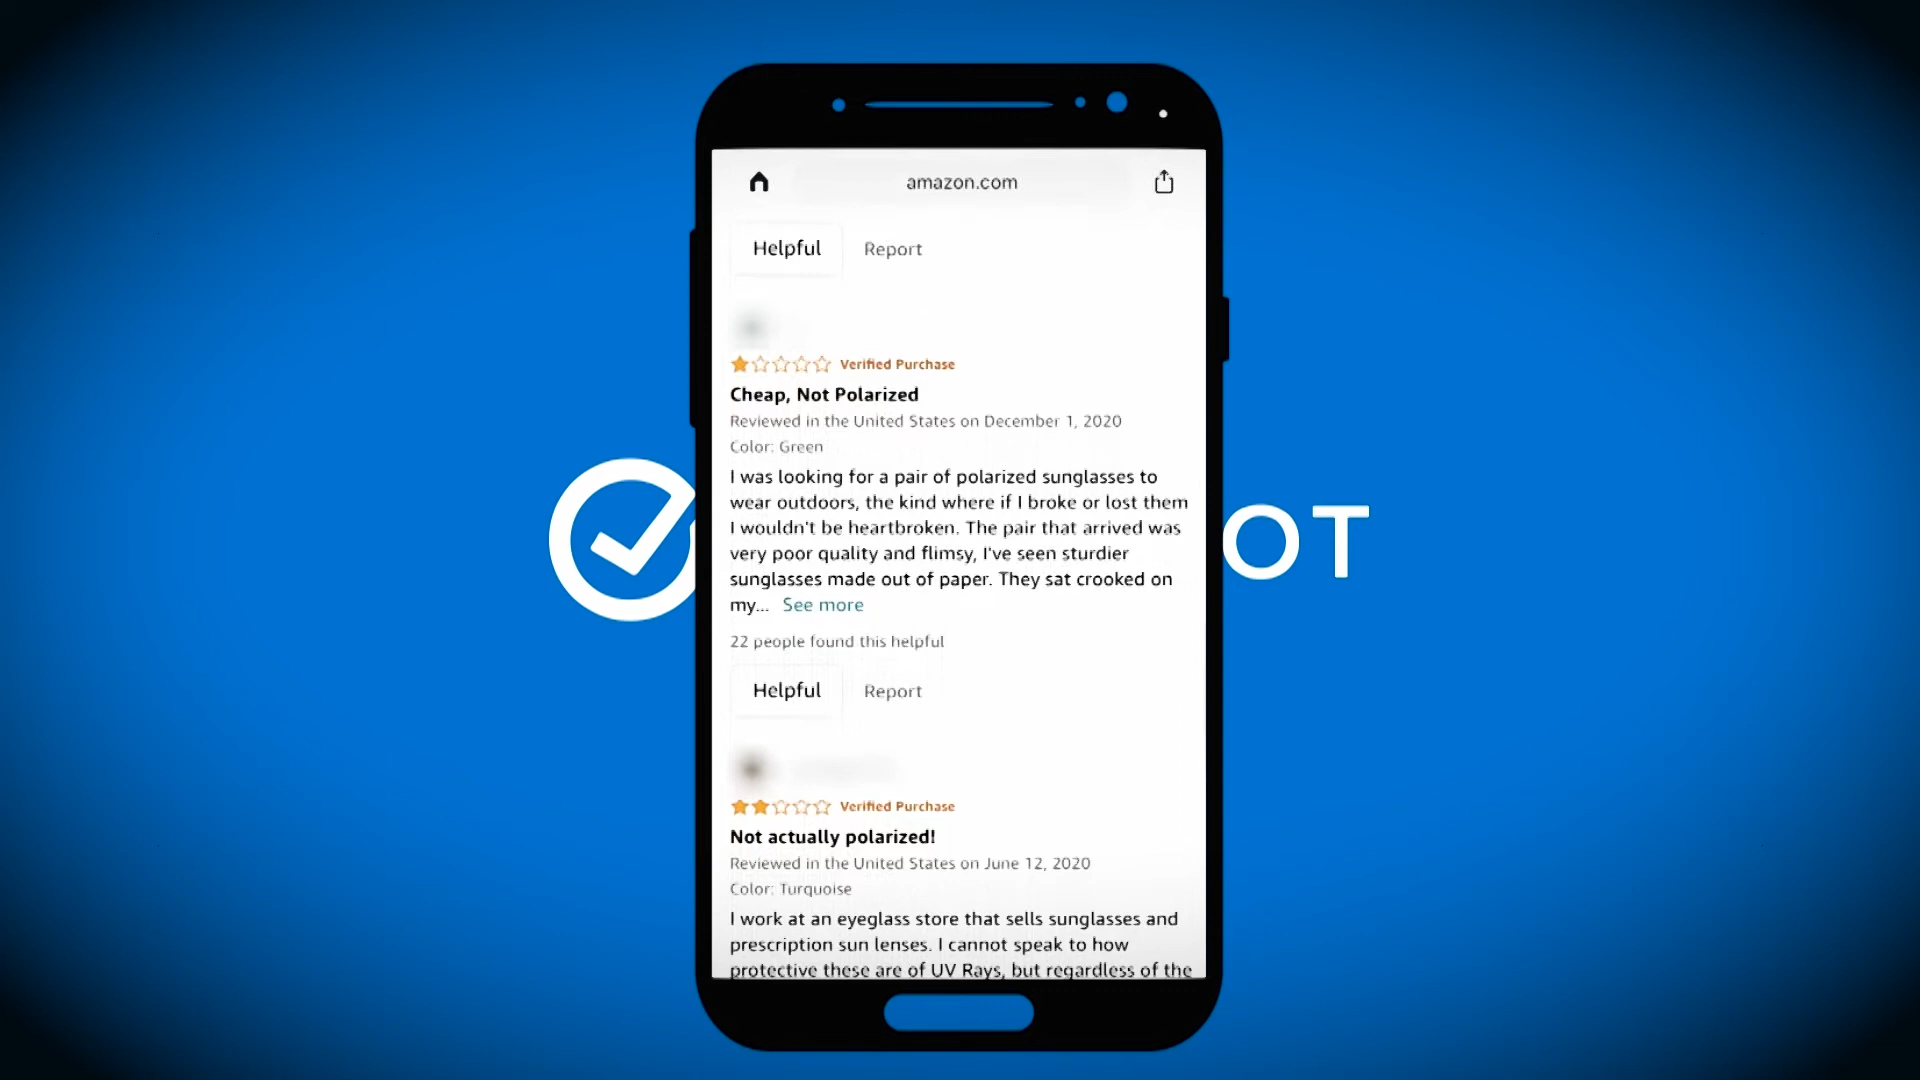 amazon.com
Helpful Report
Verified Purchase
Cheap, Not Polarized
Reviewed in the United States on December 1, 2020
Color: Green
I was looking for a pair of polarized sunglasses to
wear outdoors, the kind where if I broke or lost them
I wouldn't be heartbroken. The pair that arrived was
very poor quality and flimsy, I've seen sturdier
sunglasses made out of paper. They sat crooked on
my... See more
OT
22 people found this helpful
Helpful Report
Verified Purchase
Not actually polarized!
Reviewed in the United States on June 12, 2020
Color: Turquoise
I work at an eyeglass store that sells sunglasses and
prescription sun lenses. I cannot speak to how
protective these are of UV Rays, but regardless of the